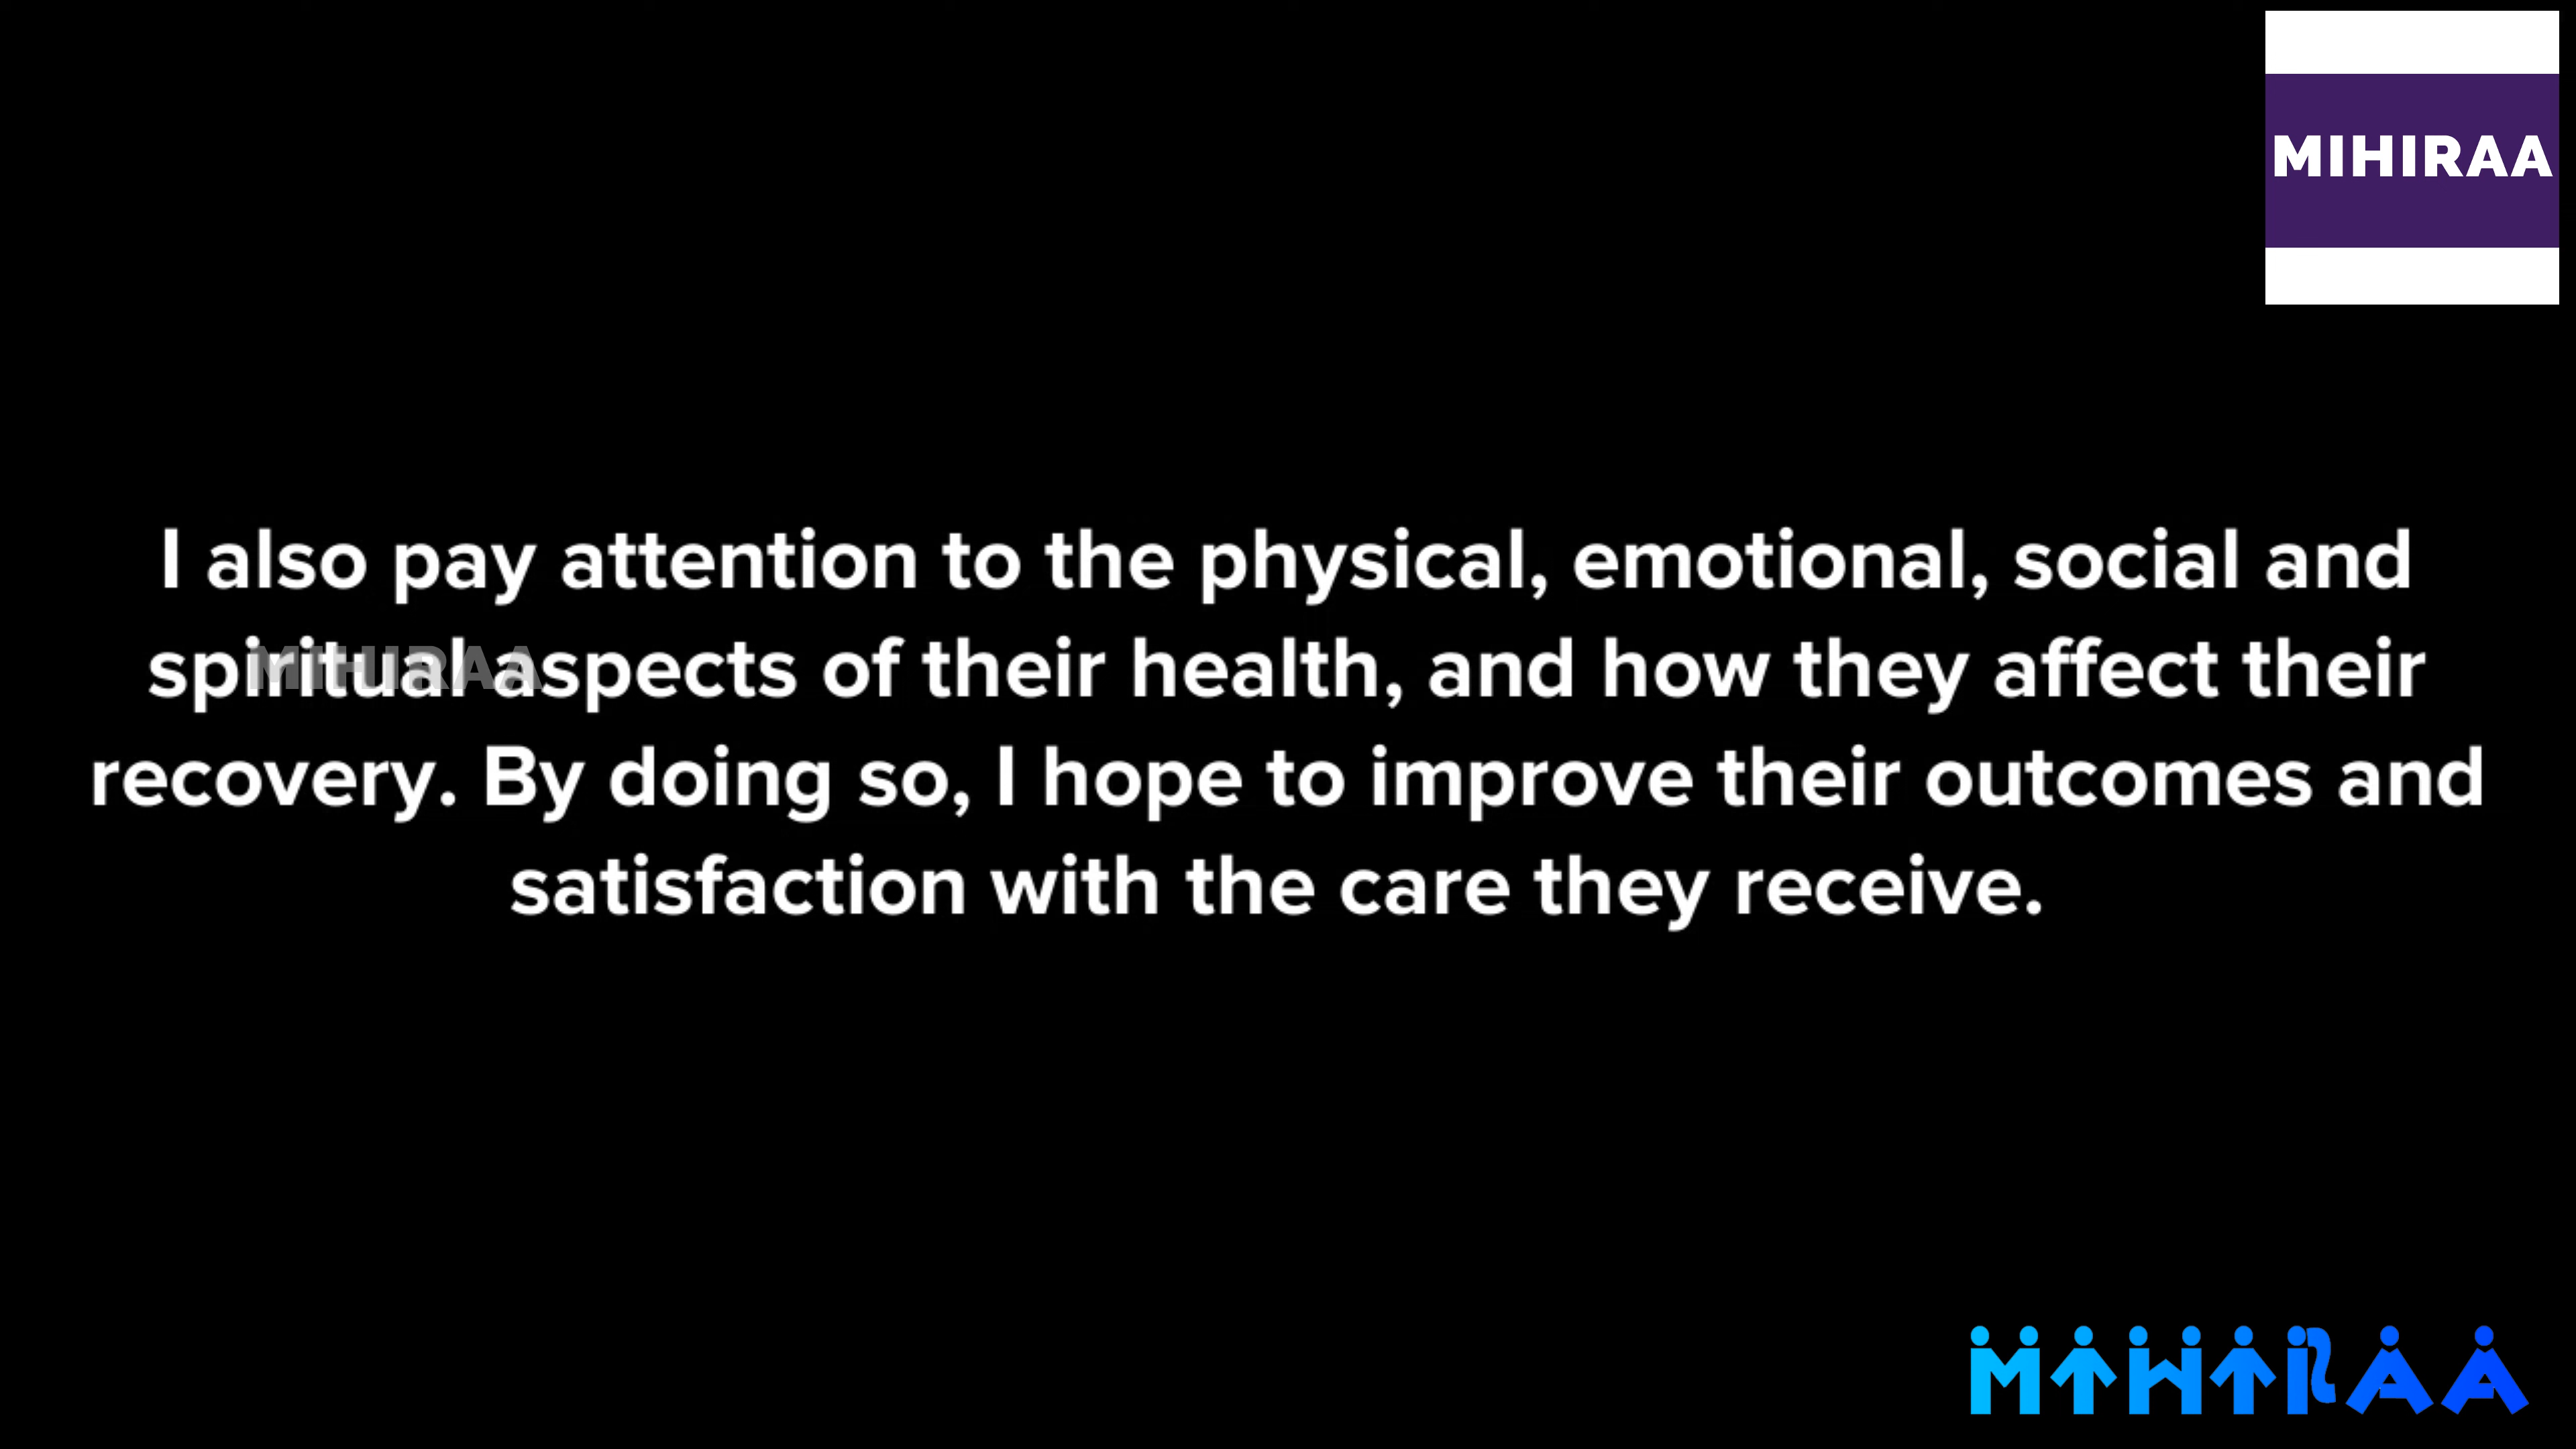 MIHIRAA
I also pay attention to the physical, emotional, social and
spiritual aspects of their health, and how they affect their
recovery. By doing so, I hope to improve their outcomes and
satisfaction with the care they receive.
MIHIRAA
MIHIRAA